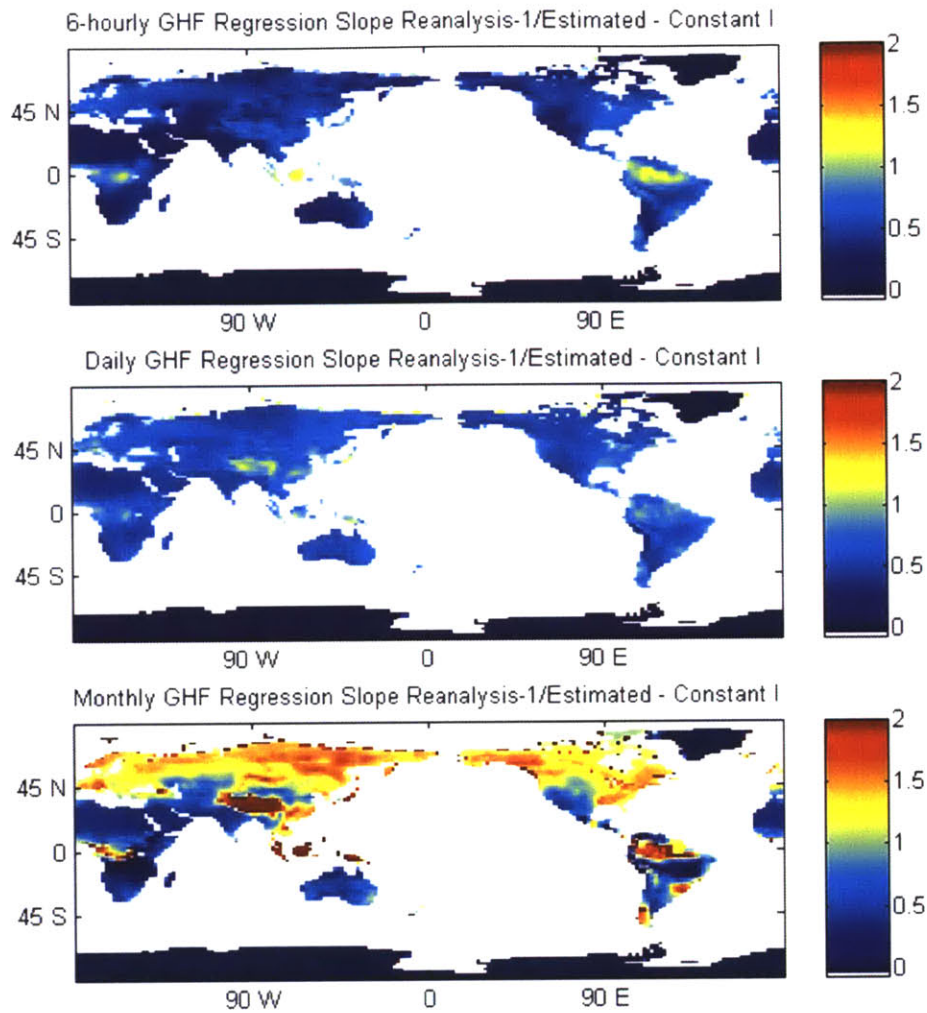 6-hourly GHF Regression Slope Reanalysis-1/Estimated - Constant I
45 N
0
45 S
90 W
0
90 E
2
1.5
1
0.5
0
Daily GHF Regression Slope Reanalysis-1/Estimated - Constant I
45 N
0
45 S
90 W
0
90 E
2
1.5
1
0.5
0
Monthly GHF Regression Slope Reanalysis-1/Estimated - Constant I
45 N
0
45 S
90 W
0
90 E
2
1.5
1
0.5
0